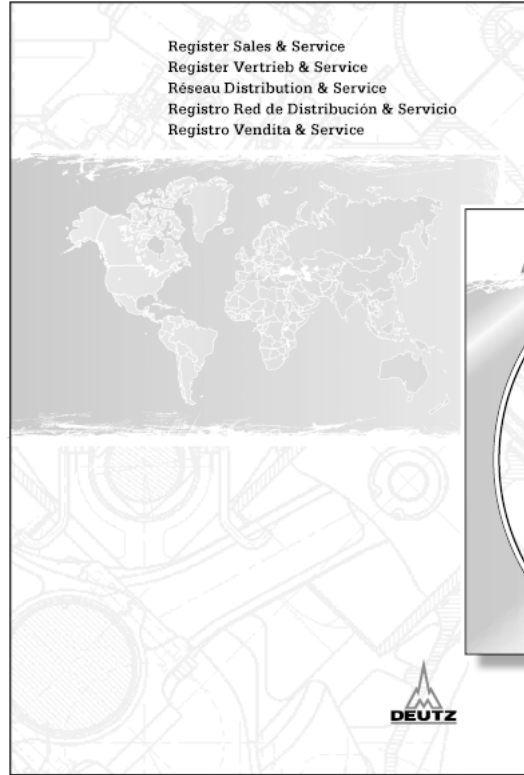 Register Sales & Service
Register Vertrieb & Service
Réseau Distribution & Service
Registro Red de Distribución & Servicio
Registro Vendita & Service
DEUTZ